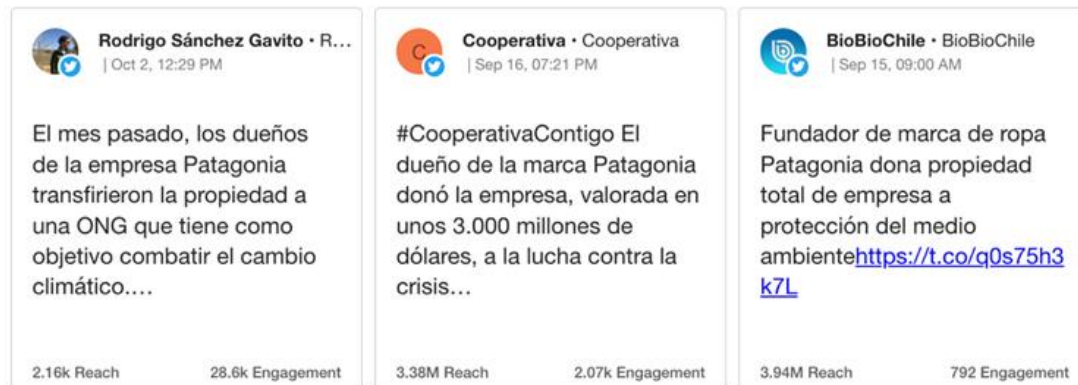 Rodrigo Sánchez Gavito • R...
| Oct 2, 12:29 PM
El mes pasado, los dueños
de la empresa Patagonia
transfirieron la propiedad a
una ONG que tiene como
objetivo combatir el cambio
climático....
2.16k Reach 28.6k Engagement
C
Cooperativa • Cooperativa
| Sep 16, 07:21 PM
#CooperativaContigo El
dueño de la marca Patagonia
donó la empresa, valorada en
unos 3.000 millones de
dólares, a la lucha contra la
crisis...
3.38M Reach 2.07k Engagement
BioBioChile • BioBioChile
| Sep 15, 09:00 AM
Fundador de marca de ropa
Patagonia dona propiedad
total de empresa a
protección del medio
ambientehttps://t.co/q0s75h3
k7L
3.94M Reach 792 Engagement